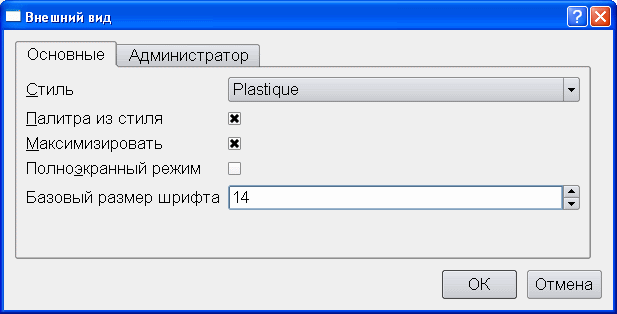 Внешний вид
Основные Администратор
Стиль Plastique
Палитра из стиля
Максимизировать
Полноэкранный режим
Базовый размер шрифта 14
OK Отмена